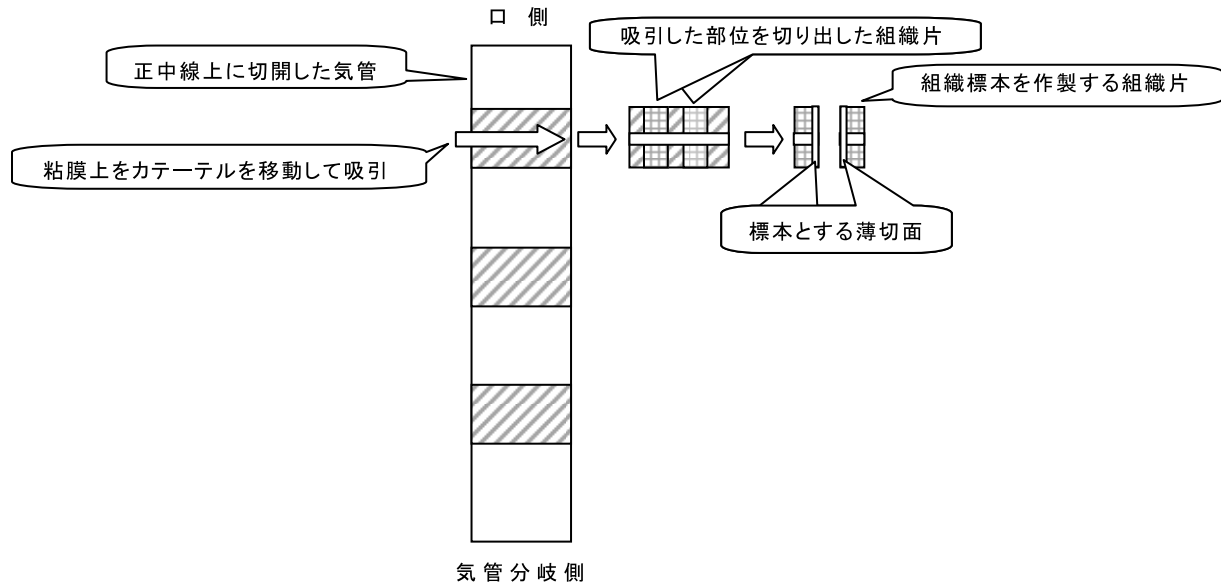 口 側
吸引した部位を切り出した組織片
正中線上に切開した気管
組織標本を作製する組織片
粘膜上をカテーテルを移動して吸引
標本とする薄切面
気管分岐側